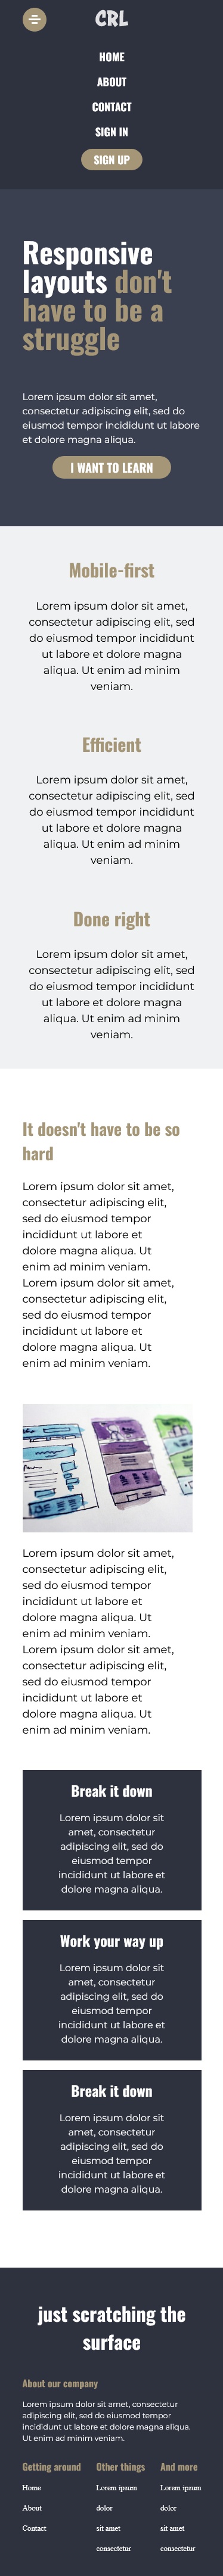 CRL
HOME
ABOUT
CONTACT
SIGN IN
SIGN UP
Responsive
layouts don't
have to be a
struggle
Lorem ipsum dolor sit amet,
consectetur adipiscing elit, sed do
eiusmod tempor incididunt ut labore
et dolore magna aliqua.
I WANT TO LEARN
Mobile-first
Lorem ipsum dolor sit amet,
consectetur adipiscing elit, sed
do eiusmod tempor incididunt
ut labore et dolore magna
aliqua. Ut enim ad minim
veniam.
Efficient
Lorem ipsum dolor sit amet,
consectetur adipiscing elit, sed
do eiusmod tempor incididunt
ut labore et dolore magna
aliqua. Ut enim ad minim
veniam.
Done right
Lorem ipsum dolor sit amet,
consectetur adipiscing elit, sed
do eiusmod tempor incididunt
ut labore et dolore magna
aliqua. Ut enim ad minim
veniam.
It doesn't have to be so
hard
Lorem ipsum dolor sit amet,
consectetur adipiscing elit,
sed do eiusmod tempor
incididunt ut labore et
dolore magna aliqua. Ut
enim ad minim veniam.
Lorem ipsum dolor sit amet,
consectetur adipiscing elit,
sed do eiusmod tempor
incididunt ut labore et
dolore magna aliqua. Ut
enim ad minim veniam.
Lorem ipsum dolor sit amet,
consectetur adipiscing elit,
sed do eiusmod tempor
incididunt ut labore et
dolore magna aliqua. Ut
enim ad minim veniam.
Lorem ipsum dolor sit amet,
consectetur adipiscing elit,
sed do eiusmod tempor
incididunt ut labore et
dolore magna aliqua. Ut
enim ad minim veniam.
Break it down
Lorem ipsum dolor sit
amet, consectetur
adipiscing elit, sed do
eiusmod tempor
incididunt ut labore et
dolore magna aliqua.
Work your way up
Lorem ipsum dolor sit
amet, consectetur
adipiscing elit, sed do
eiusmod tempor
incididunt ut labore et
dolore magna aliqua.
Break it down
Lorem ipsum dolor sit
amet, consectetur
adipiscing elit, sed do
eiusmod tempor
incididunt ut labore et
dolore magna aliqua.
just scratching the
surface
About our company
Lorem ipsum dolor sit amet, consectetur
adipiscing elit, sed do eiusmod tempor
incididunt ut labore et dolore magna aliqua.
Ut enim ad minim veniam.
Getting around
Home
About
Contact
Other things
Lorem ipsum
dolor
sit amet
consectetur
And more
Lorem ipsum
dolor
sit amet
consectetur